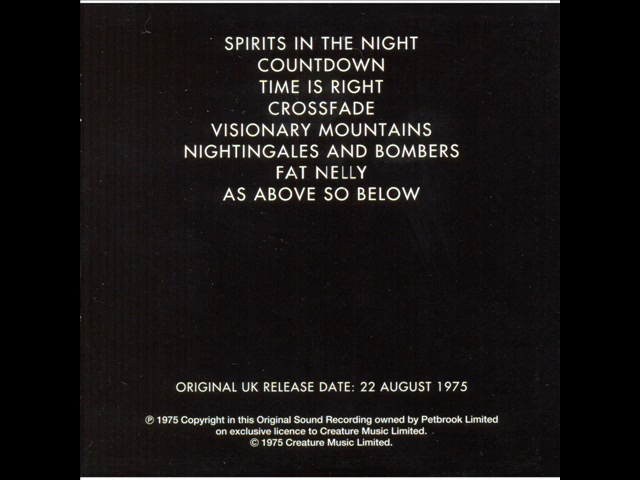 SPIRITS IN THE NIGHT
COUNTDOWN
TIME IS RIGHT
CROSSFADE
VISIONARY MOUNTAINS
NIGHTINGALES AND BOMBERS
FAT NELLY
AS ABOVE SO BELOW
ORIGINAL UK RELEASE DATE: 22 AUGUST 1975
℗ 1975 Copyright in this Original Sound Recording owned by Petbrook Limited
on exclusive licence to Creature Music Limited.
© 1975 Creature Music Limited.